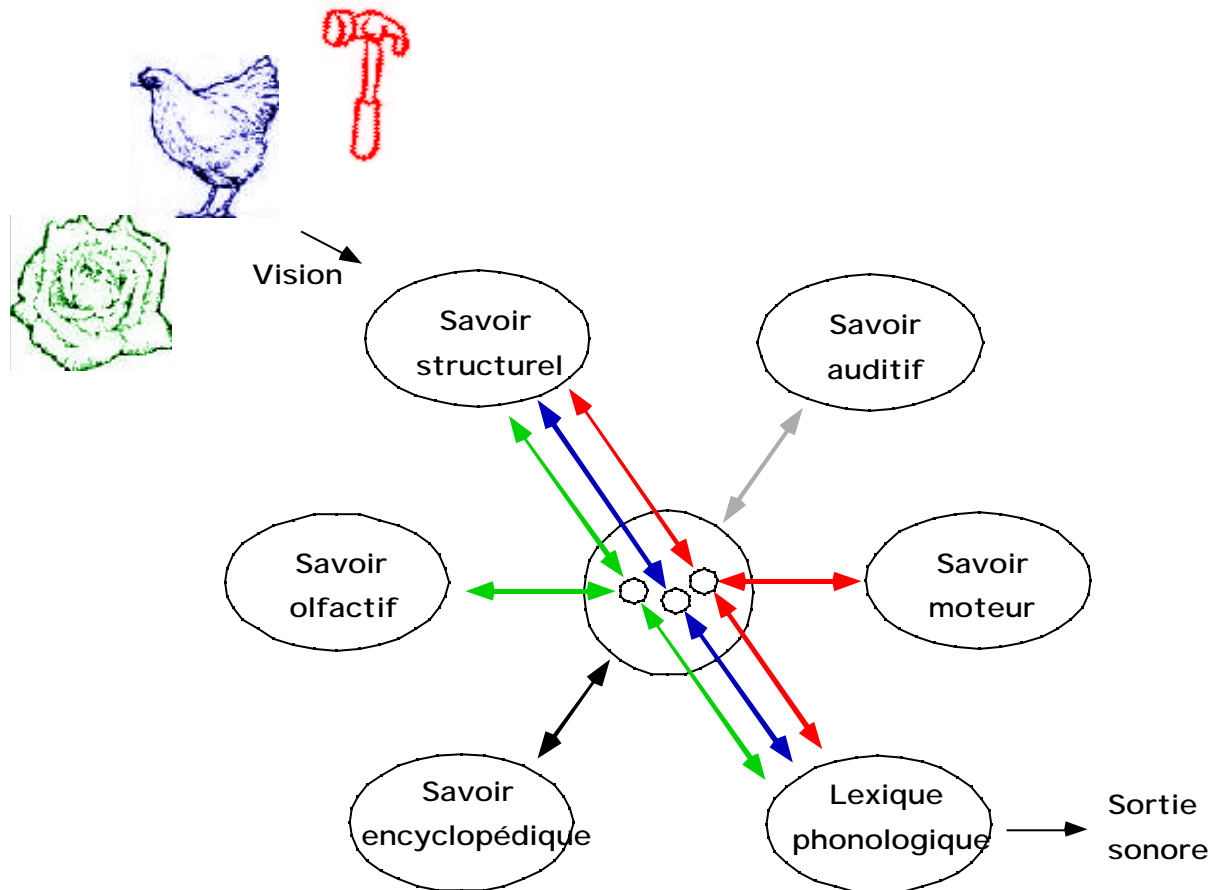 Vision
Savoir
structurel
Savoir
auditif
Savoir
olfactif
Savoir
moteur
Savoir
encyclopédique
Lexique
phonologique
Sortie
sonore